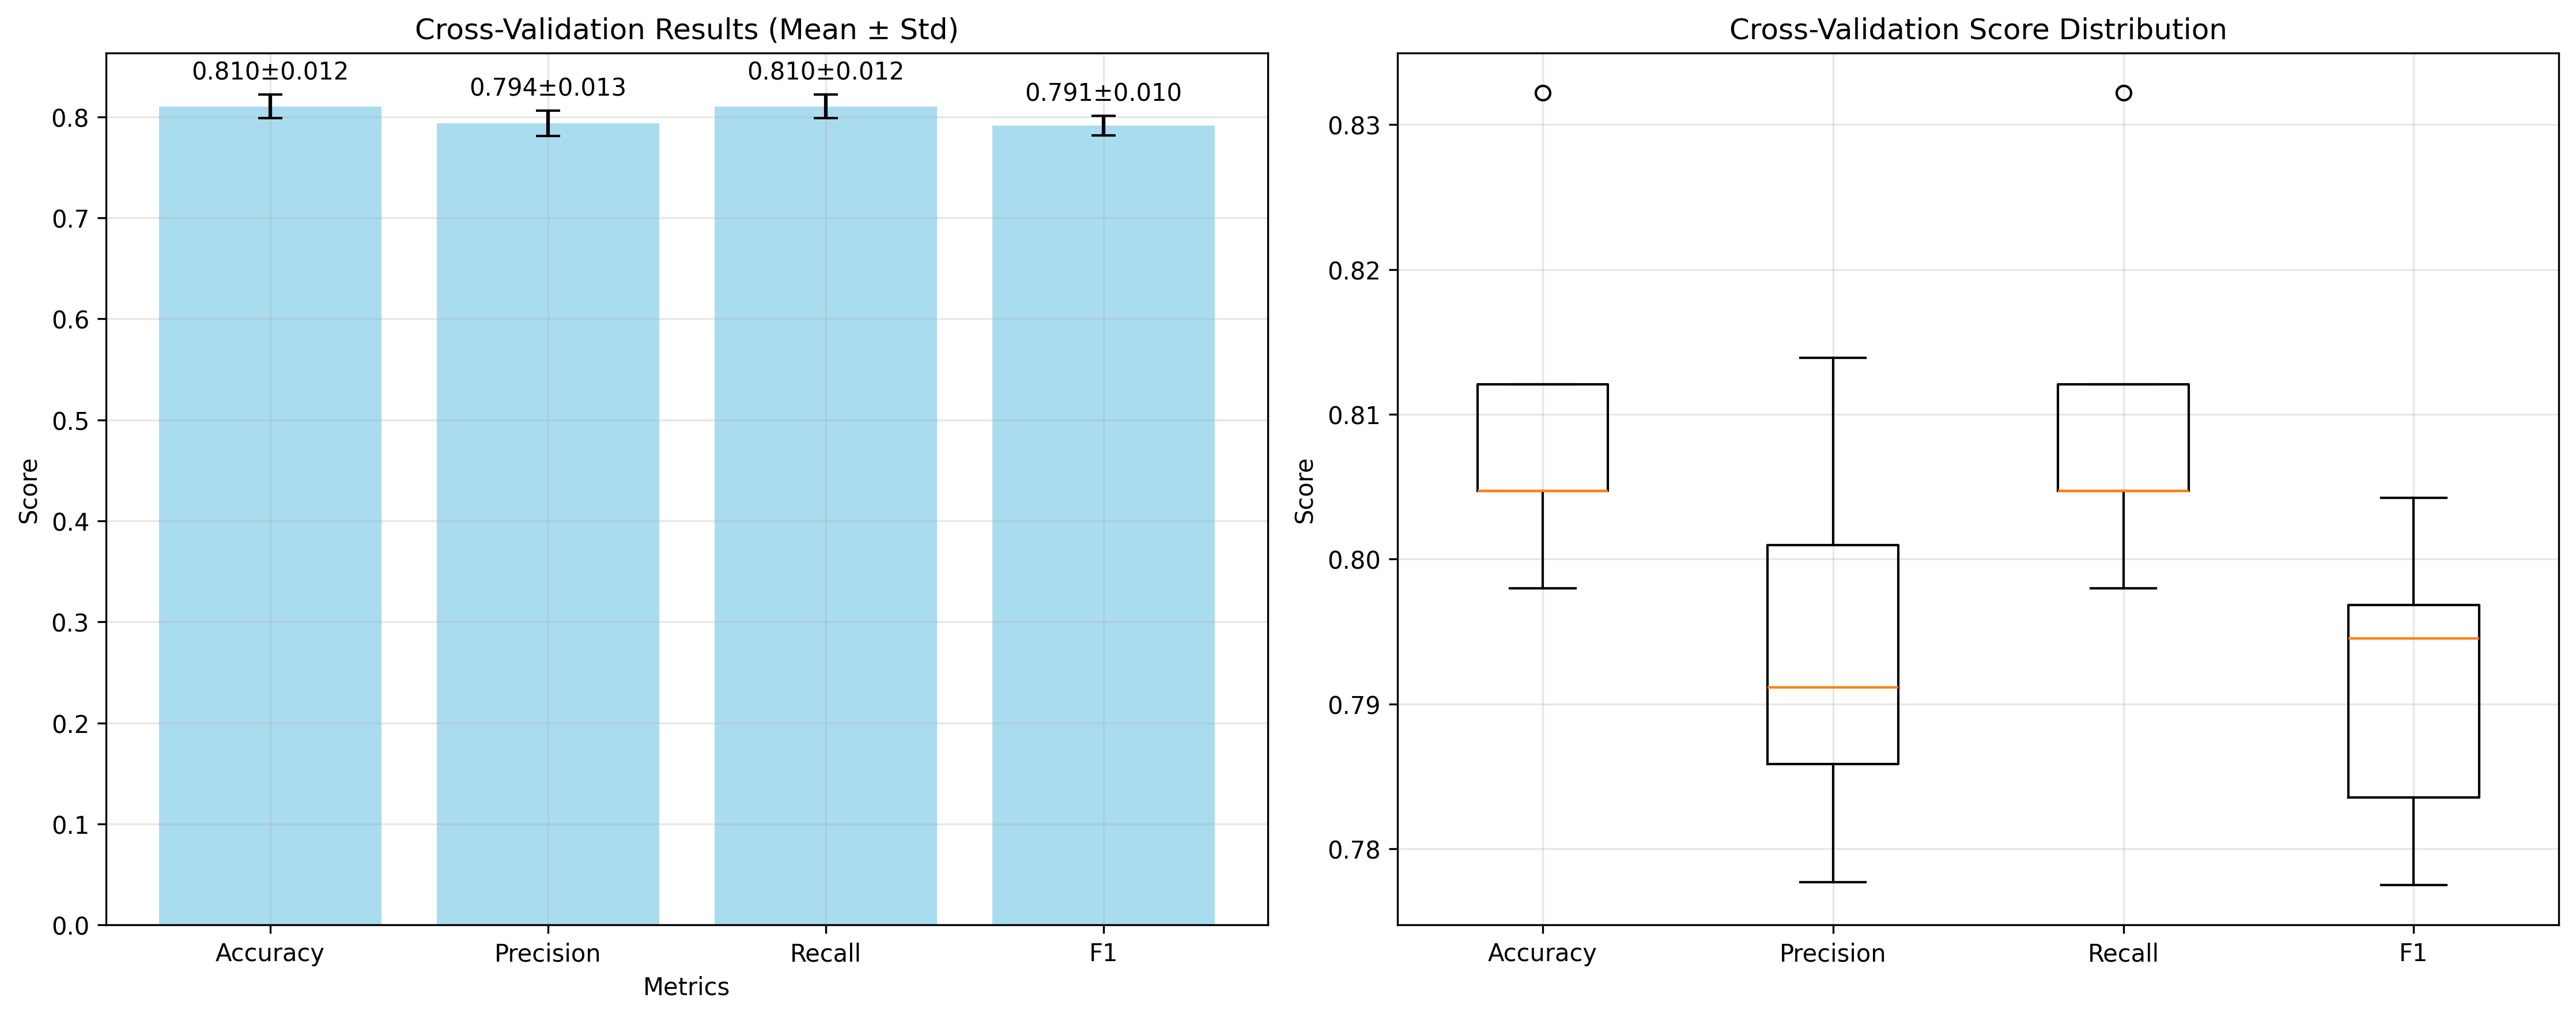 Cross-Validation Results (Mean ± Std)
0.810±0.012
0.794±0.013
0.810±0.012
0.791±0.010
Score
0.8
0.7
0.6
0.5
0.4
0.3
0.2
0.1
0.0
Accuracy
Precision
Recall
F1
Metrics
Cross-Validation Score Distribution
Score
0.83
0.82
0.81
0.80
0.79
0.78
Accuracy
Precision
Recall
F1